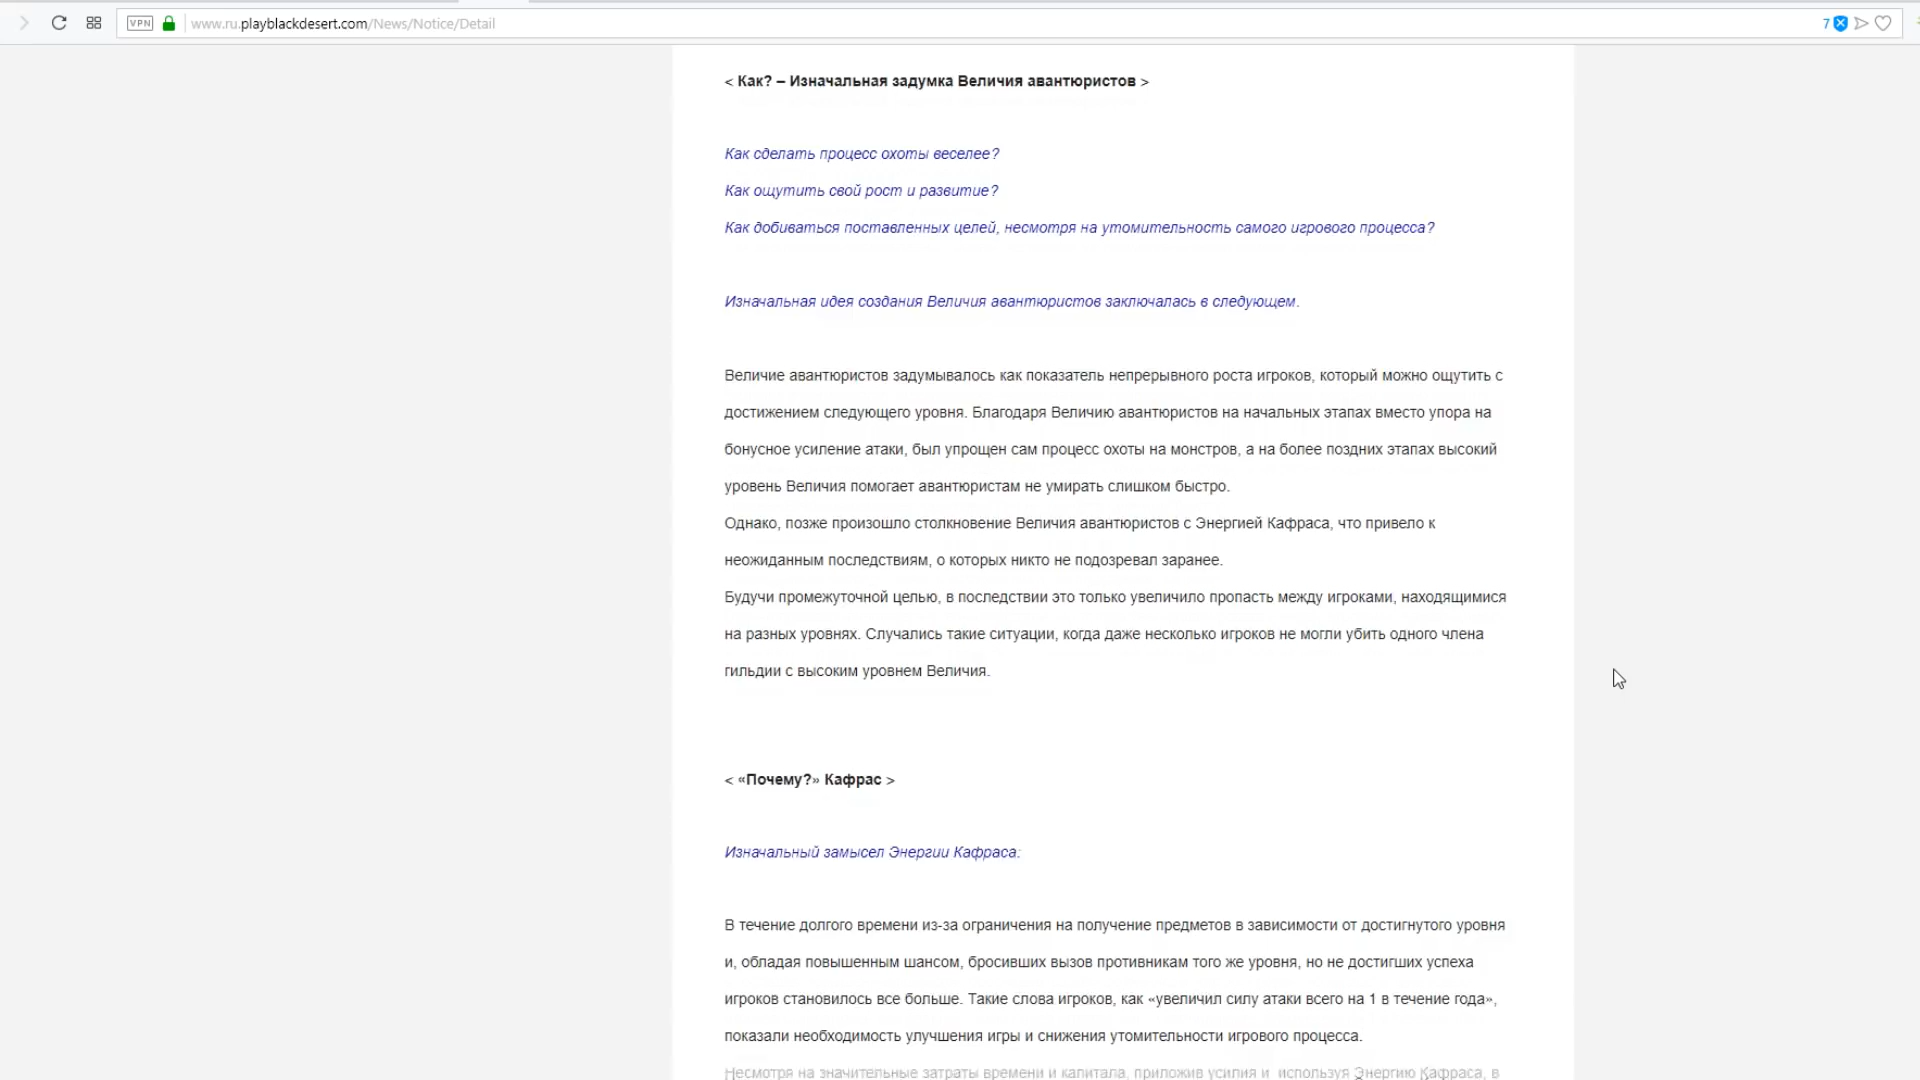 VPN
www.ru.playblackdesert.com/News/Notice/Detail
7
< Как? – Изначальная задумка Величия авантюристов >
Как сделать процесс охоты веселее?
Как ощутить свой рост и развитие?
Как добиваться поставленных целей, несмотря на утомительность самого игрового процесса?
Изначальная идея создания Величия авантюристов заключалась в следующем.
Величие авантюристов задумывалось как показатель непрерывного роста игроков, который можно ощутить с
достижением следующего уровня. Благодаря Величию авантюристов на начальных этапах вместо упора на
бонусное усиление атаки, был упрощен сам процесс охоты на монстров, а на более поздних этапах высокий
уровень Величия помогает авантюристам не умирать слишком быстро.
Однако, позже произошло столкновение Величия авантюристов с Энергией Кафраса, что привело к
неожиданным последствиям, о которых никто не подозревал заранее.
Будучи промежуточной целью, в последствии это только увеличило пропасть между игроками, находящимися
на разных уровнях. Случались такие ситуации, когда даже несколько игроков не могли убить одного члена
гильдии с высоким уровнем Величия.
< «Почему?» Кафрас >
Изначальный замысел Энергии Кафраса:
В течение долгого времени из-за ограничения на получение предметов в зависимости от достигнутого уровня
и, обладая повышенным шансом, бросивших вызов противникам того же уровня, но не достигших успеха
игроков становилось все больше. Такие слова игроков, как «увеличил силу атаки всего на 1 в течение года»,
показали необходимость улучшения игры и снижения утомительности игрового процесса.
Несмотря на значительные затраты времени и капитала, приложив усилия и используя Энергию Кафраса, в